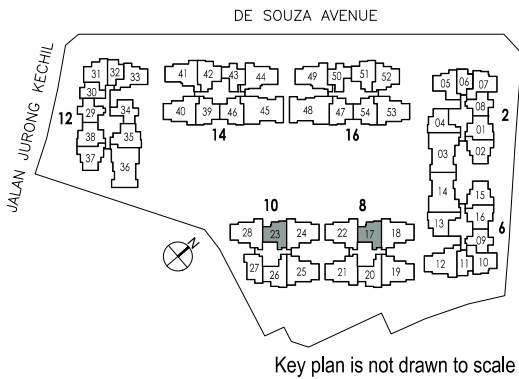 DE SOUZA AVENUE
JALAN JURONG KECHIL
31 32 33
30
29 34
12
38 35
37 36
41 42 43 44
40 39 46 45
14
49 50 51 52
48 47 54 53
16
05 06 07
08
2
04 01
03 02
14 15
13 16
6
09
12 11 10
10
28 23 24
27 26 25
8
22 17 18
21 20 19
N
Key plan is not drawn to scale